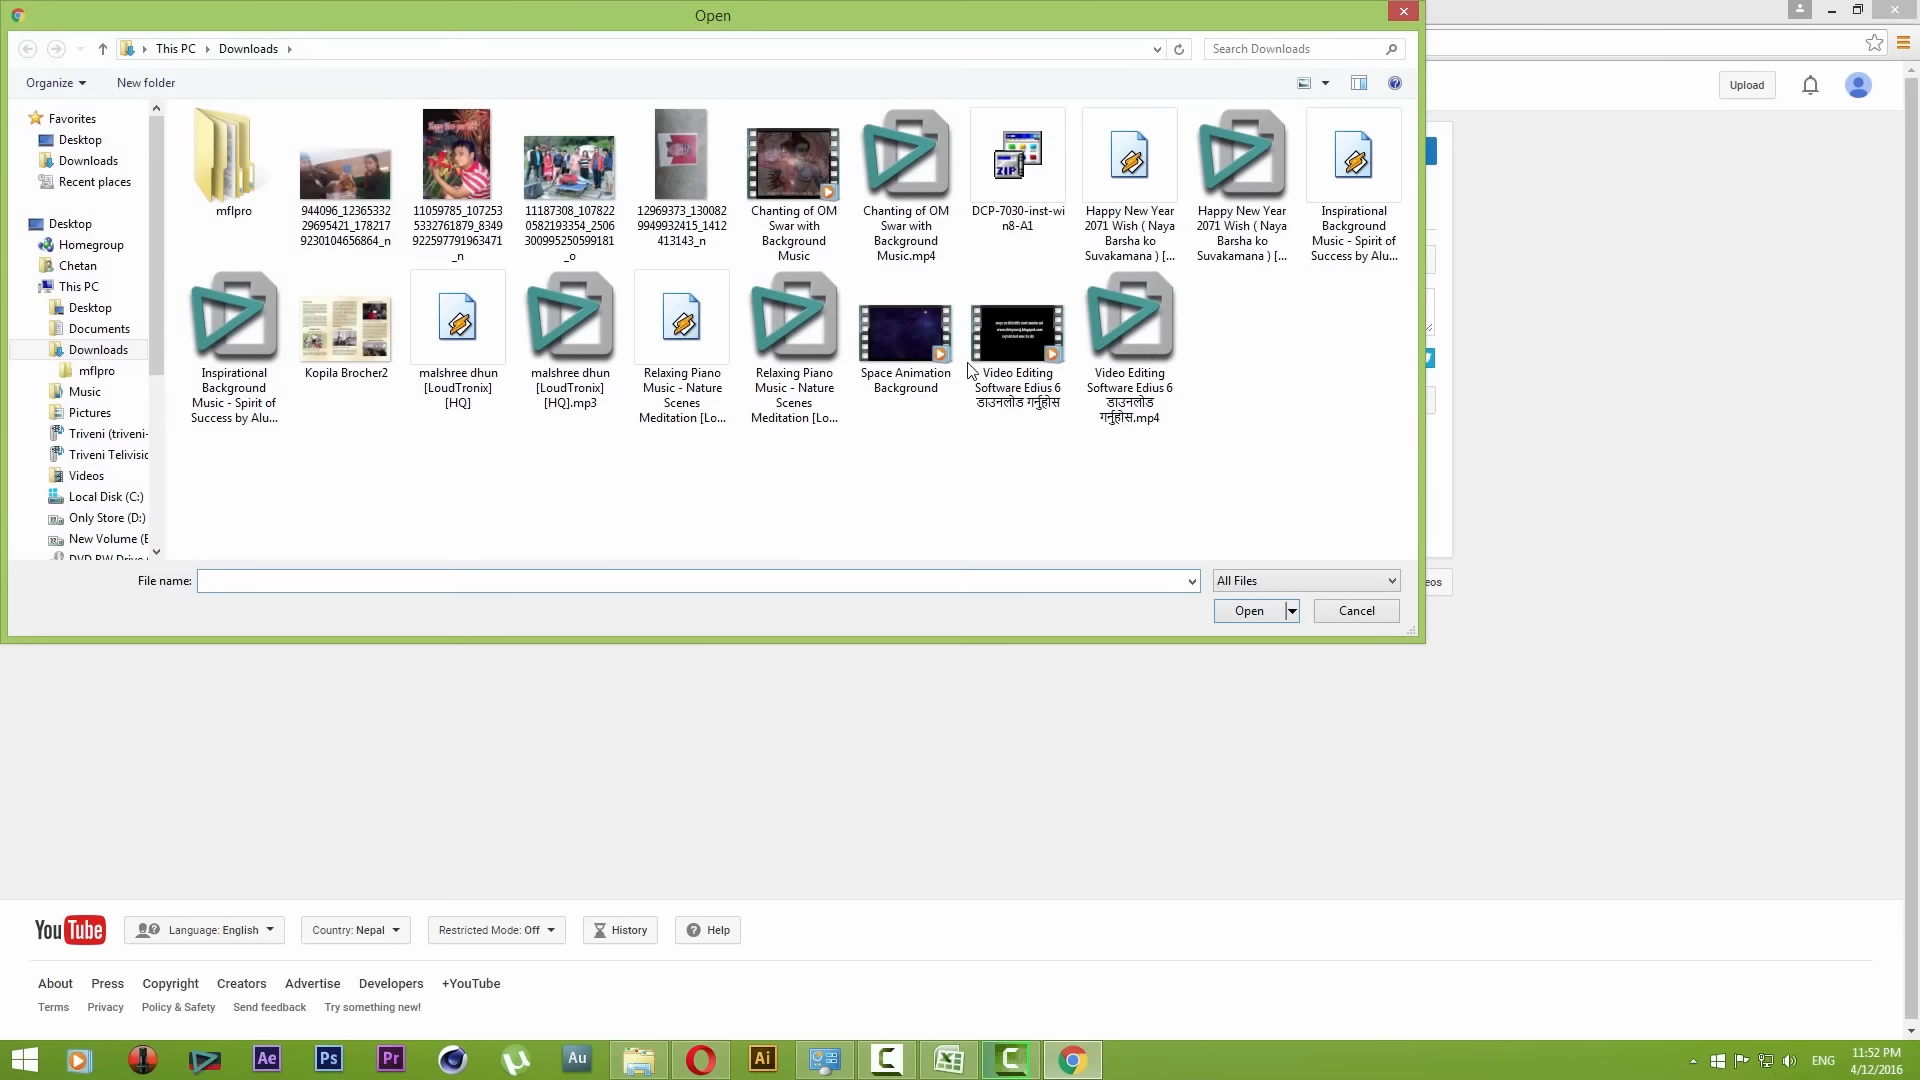 Open
This PC
Downloads
Search Downloads
Organize
New folder
Upload
Favorites
Desktop
Downloads
Recent places
Desktop
Homegroup
Chetan
This PC
Desktop
Documents
Downloads
mflpro
Music
Pictures
Triveni (triveni-
Triveni Televisio
Videos
Local Disk (C:)
Only Store (D:)
New Volume (E
DVD RW Drive (
mflpro
944096_12365332
29695421_178217
9230104656864_n
11059785_107253
5332761879_8349
922597791963471
_n
11187308_107822
0582193354_2506
300995250599181
_o
12969373_130082
9949932415_1412
413143_n
Chanting of OM
Swar with
Background
Music
Chanting of OM
Swar with
Background
Music.mp4
ZIP
DCP-7030-inst-wi
n8-A1
Happy New Year
2071 Wish ( Naya
Barsha ko
Suvakamana ) [...
Happy New Year
2071 Wish ( Naya
Barsha ko
Suvakamana ) [...
Inspirational
Background
Music - Spirit of
Success by Alu...
Inspirational
Background
Music - Spirit of
Success by Alu...
Kopila Brocher2
malshree dhun
[LoudTronix]
[HQ]
malshree dhun
[LoudTronix]
[HQ].mp3
Relaxing Piano
Music - Nature
Scenes
Meditation [Lo...
Relaxing Piano
Music - Nature
Scenes
Meditation [Lo...
Space Animation
Background
Video Editing
Software Edius 6
डाउनलोड गर्नुहोस
Video Editing
Software Edius 6
डाउनलोड
गर्नुहोस.mp4
File name:
All Files
eos
Open
Cancel
YouTube
Language: English
Country: Nepal
Restricted Mode: Off
History
Help
About Press Copyright Creators Advertise Developers +YouTube
Terms Privacy Policy & Safety Send feedback Try something new!
Ae
Ps
Pr
Au
Ai
ENG
11:52 PM
4/12/2016